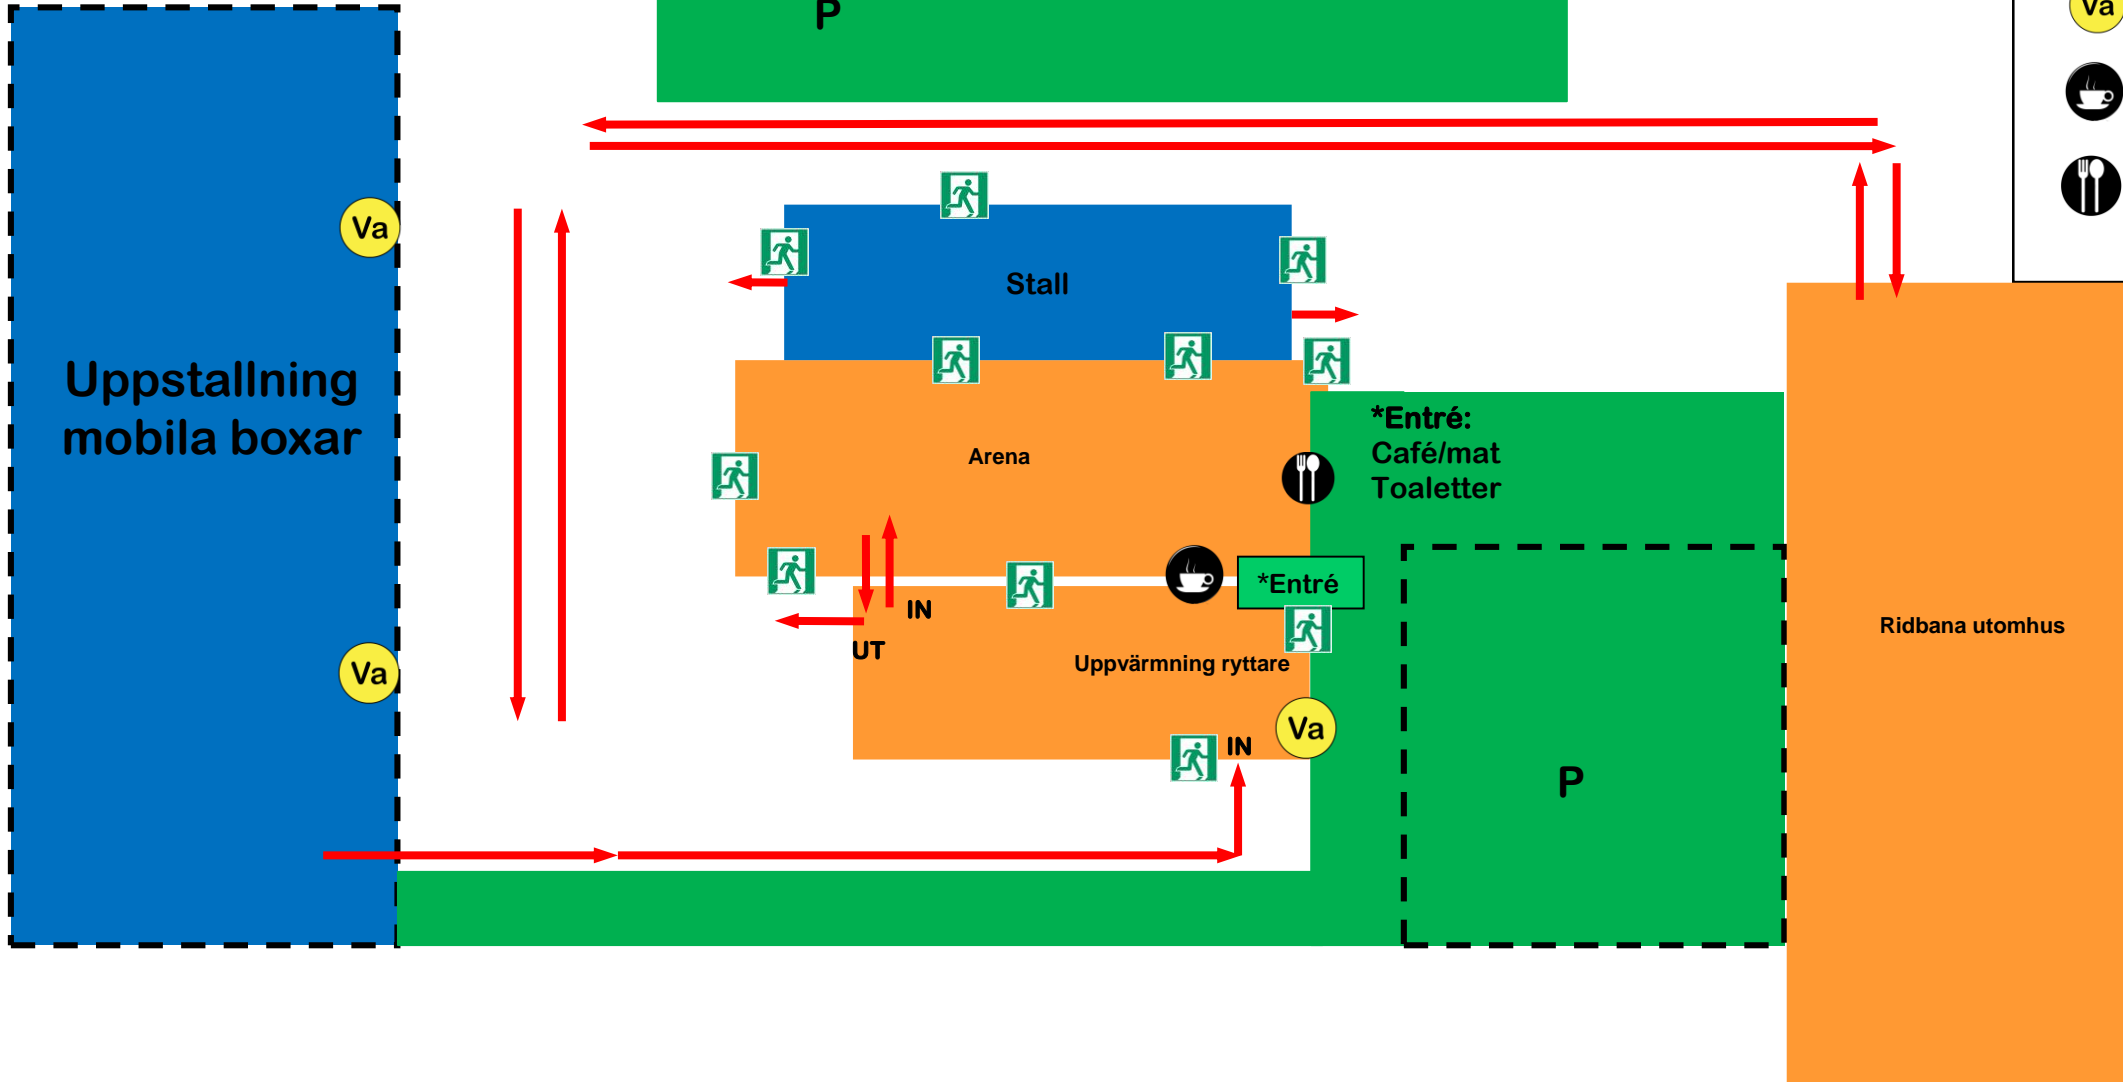 P
Va
Va
Stall
Uppstallning
mobila boxar
*Entré:
Café/mat
Toaletter
Arena
*Entré
IN
UT
Uppvärmning ryttare
Ridbana utomhus
Va
Va
IN
P